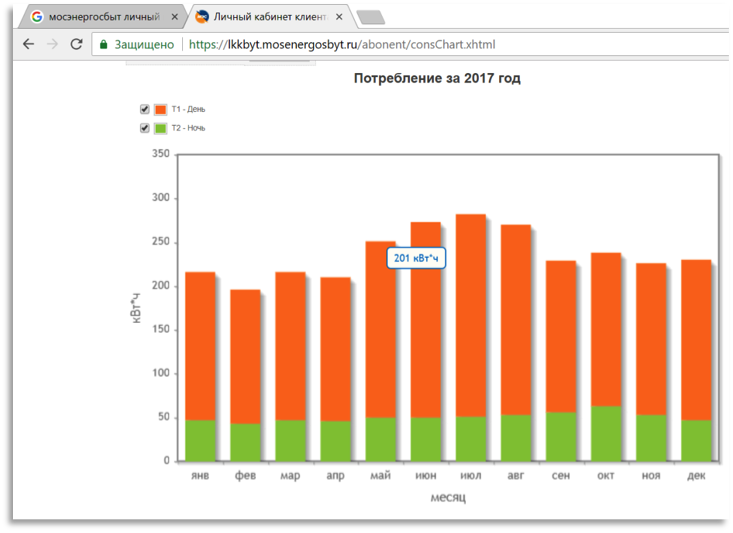 мосэнергосбыт личный
Личный кабинет клиент
Защищено
https://lkkbyt.mosenergosbyt.ru/abonent/consChart.xhtml
Потребление за 2017 год
T1 - День
T2 - Ночь
350
300
250
200
150
100
50
0
кВт*ч
201 кВт*ч
янв фев мар апр май июн июл авг сен окт ноя дек
месяц